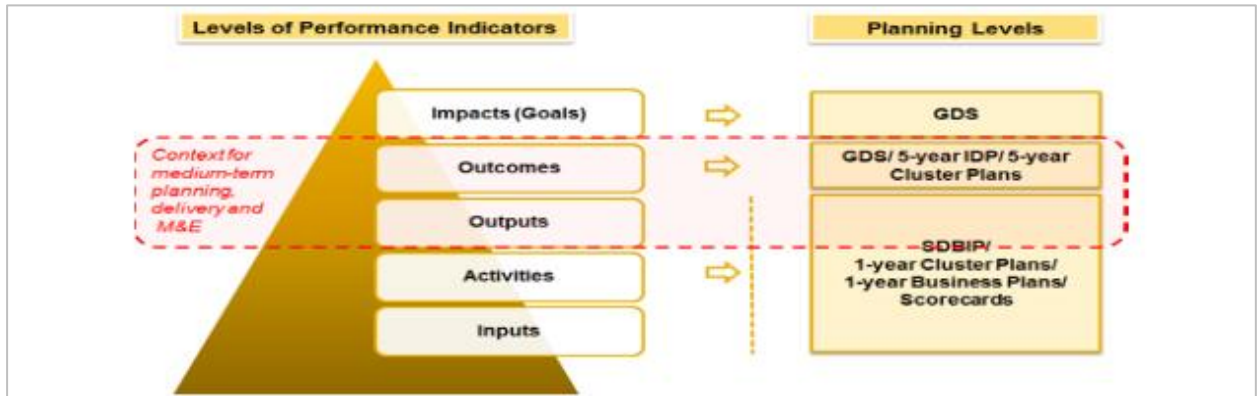 Levels of Performance Indicators
Planning Levels
Impacts (Goals)
GDS
Context for
medium-term
planning,
delivery and
M&E
Outcomes
GDS/ 5-year IDP/ 5-year
Cluster Plans
Outputs
SDBIP/
1-year Cluster Plans/
1-year Business Plans/
Scorecards
Activities
Inputs